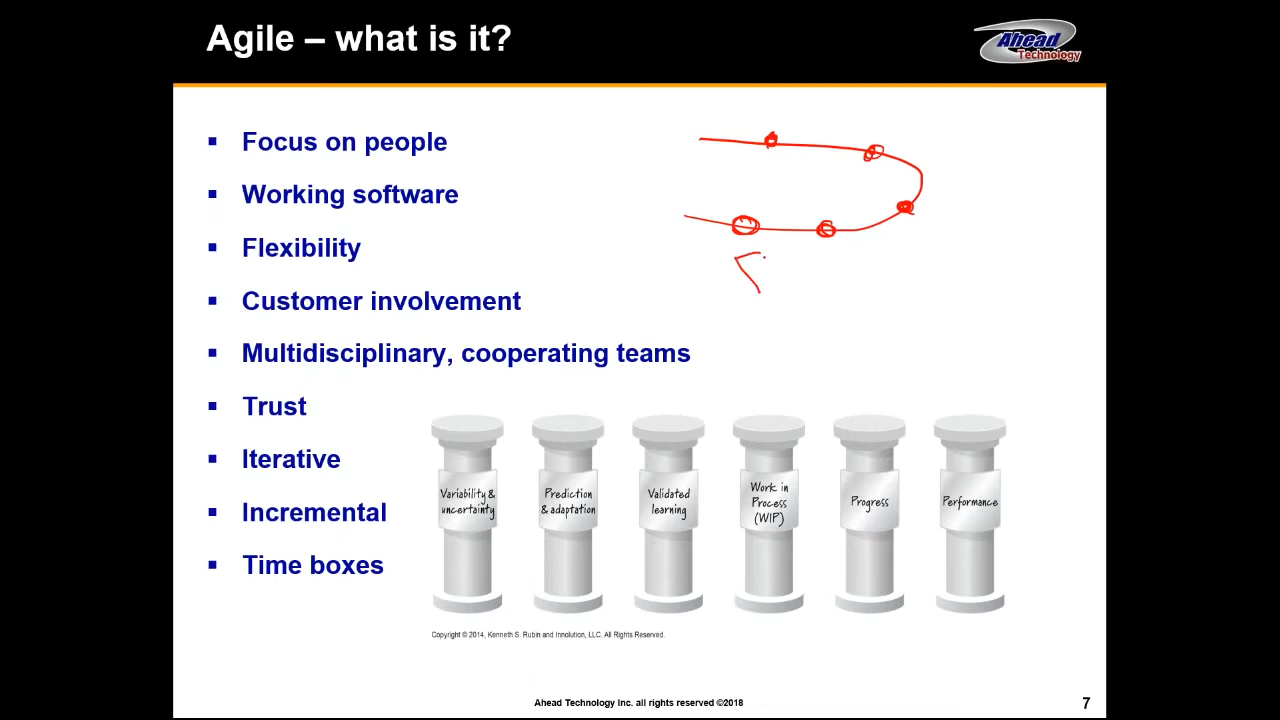 Agile – what is it?
Ahead
Technology
Focus on people
Working software
Flexibility
Customer involvement
Multidisciplinary, cooperating teams
Trust
Iterative
Incremental
Time boxes
Variability &
uncertainty
Prediction
& adaptation
Validated
learning
Work in
Process
(WIP)
Progress
Performance
Copyright © 2014, Kenneth S. Rubin and Innolution, LLC. All Rights Reserved.
Ahead Technology Inc. all rights reserved ©2018
7